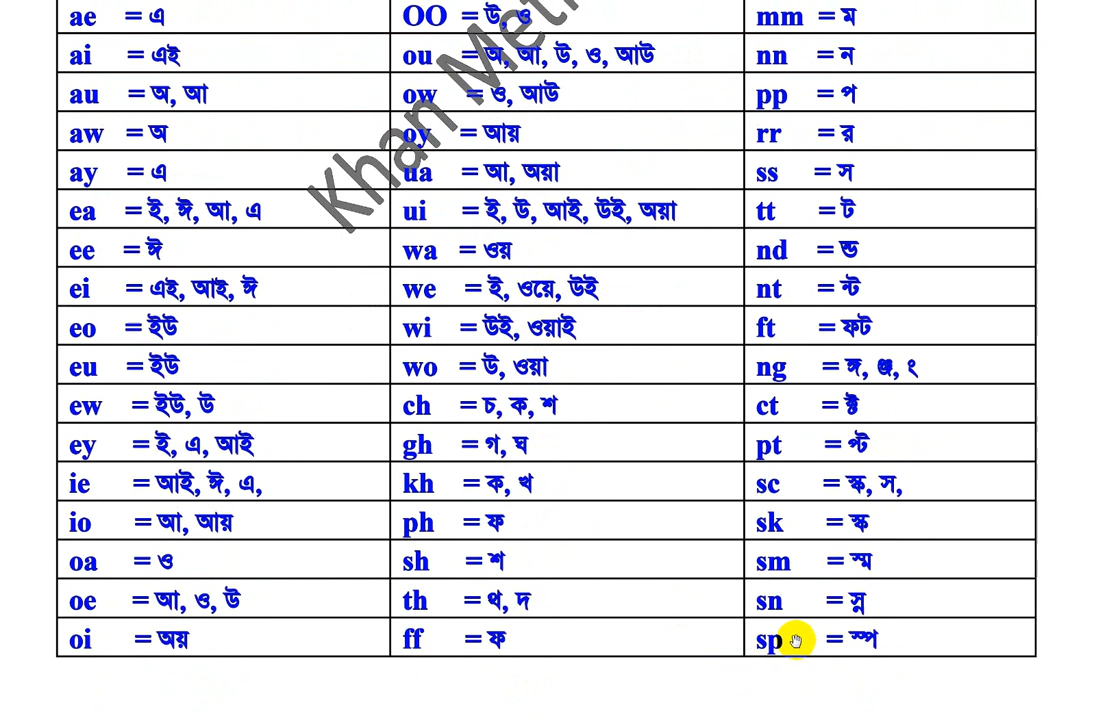 ae = এ OO = উ, ও mm = ম
ai = এই ou = অ, আ, উ, ও, আউ nn = ন
au = অ, আ ow = ও, আউ pp = প
aw = অ oy = আয় rr = র
ay = এ ua = আ, অয়া ss = স
ea = ই, ঈ, আ, এ ui = ই, উ, আই, উই, অয়া tt = ট
ee = ঈ wa = ওয় nd = ন্ড
ei = এই, আই, ঈ we = ই, ওয়ে, উই nt = ন্ট
eo = ইউ wi = উই, ওয়াই ft = ফট
eu = ইউ wo = উ, ওয়া ng = ঙ্গ, ঞ্জ, ং
ew = ইউ, উ ch = চ, ক, শ ct = ক্ট
ey = ই, এ, আই gh = গ, ঘ pt = প্ট
ie = আই, ঈ, এ, kh = ক, খ sc = স্ক, স,
io = আ, আয় ph = ফ sk = স্ক
oa = ও sh = শ sm = স্ম
oe = আ, ও, উ th = থ, দ sn = স্ন
oi = অয় ff = ফ sp = স্প
Khan Met